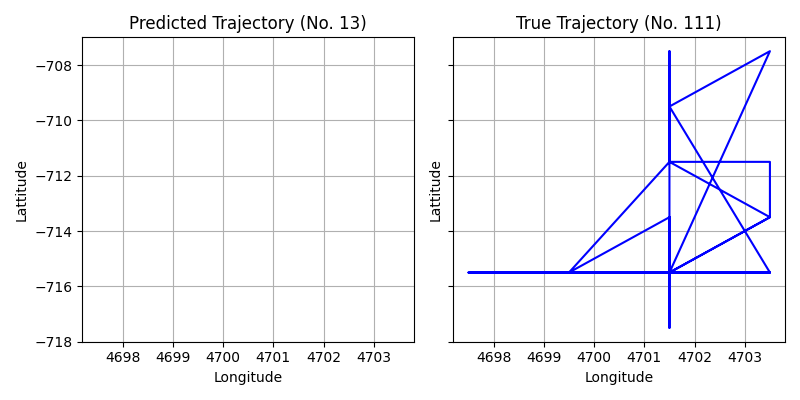 Predicted Trajectory (No. 13)
True Trajectory (No. 111)
Lattitude
−708
−710
−712
−714
−716
−718
4698 4699 4700 4701 4702 4703
Longitude
Lattitude
4698 4699 4700 4701 4702 4703
Longitude